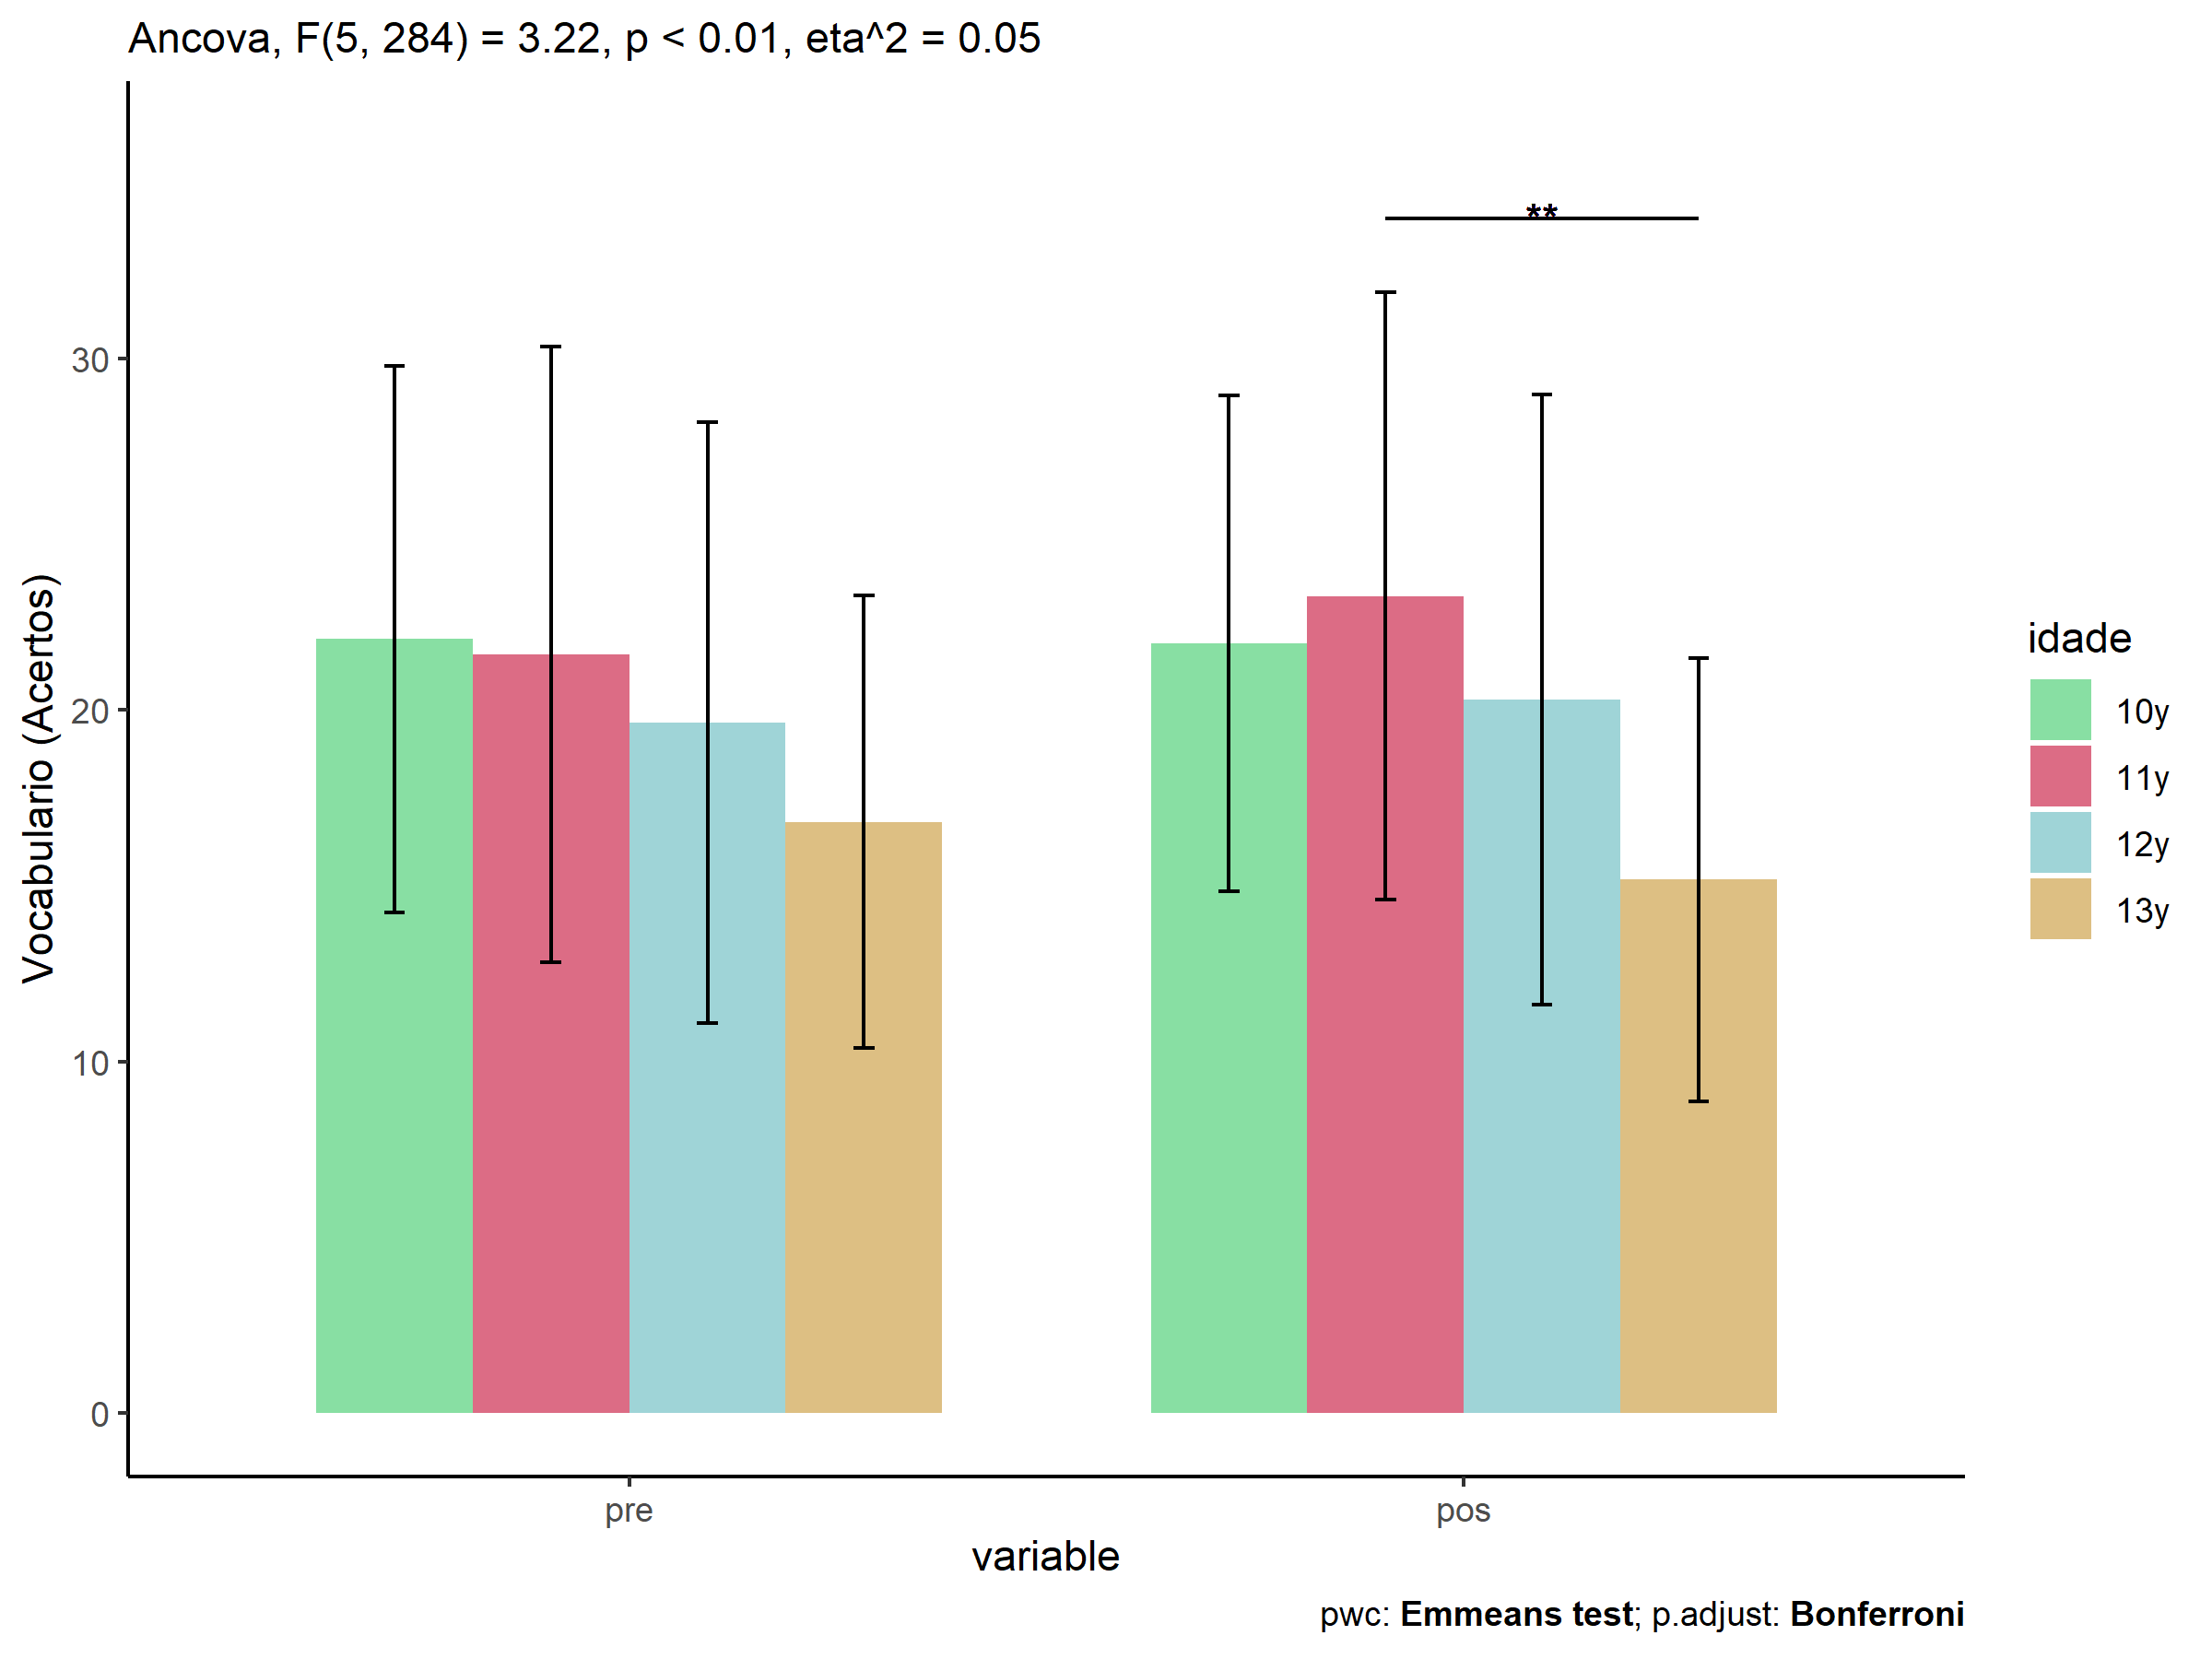 Ancova, F(5, 284) = 3.22, p < 0.01, eta^2 = 0.05
**
Vocabulario (Acertos)
30
20
10
0
pre
pos
variable
idade
10y
11y
12y
13y
pwc: Emmeans test; p.adjust: Bonferroni